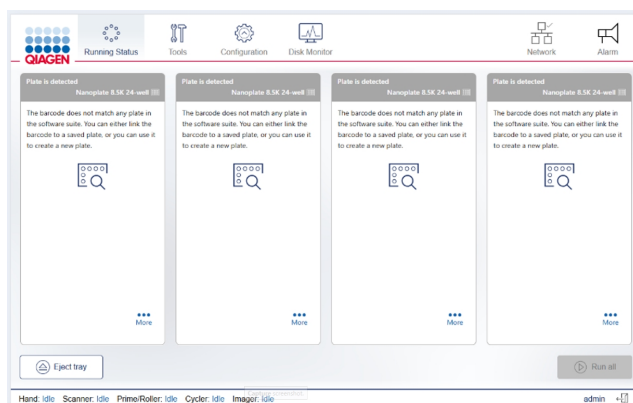 QIAGEN
Running Status
Tools
Configuration
Disk Monitor
Network
Alarm
Plate is detected
Nanoplate 8.5K 24-well
The barcode does not match any plate in
the software suite. You can either link the
barcode to a saved plate, or you can use it
to create a new plate.
More
Plate is detected
Nanoplate 8.5K 24-well
The barcode does not match any plate in
the software suite. You can either link the
barcode to a saved plate, or you can use it
to create a new plate.
More
Plate is detected
Nanoplate 8.5K 24-well
The barcode does not match any plate in
the software suite. You can either link the
barcode to a saved plate, or you can use it
to create a new plate.
More
Plate is detected
Nanoplate 8.5K 24-well
The barcode does not match any plate in
the software suite. You can either link the
barcode to a saved plate, or you can use it
to create a new plate.
More
Eject tray
Run all
Hand: Idle Scanner: Idle Prime/Roller: Idle Cycler: Idle Imager: Idle
admin